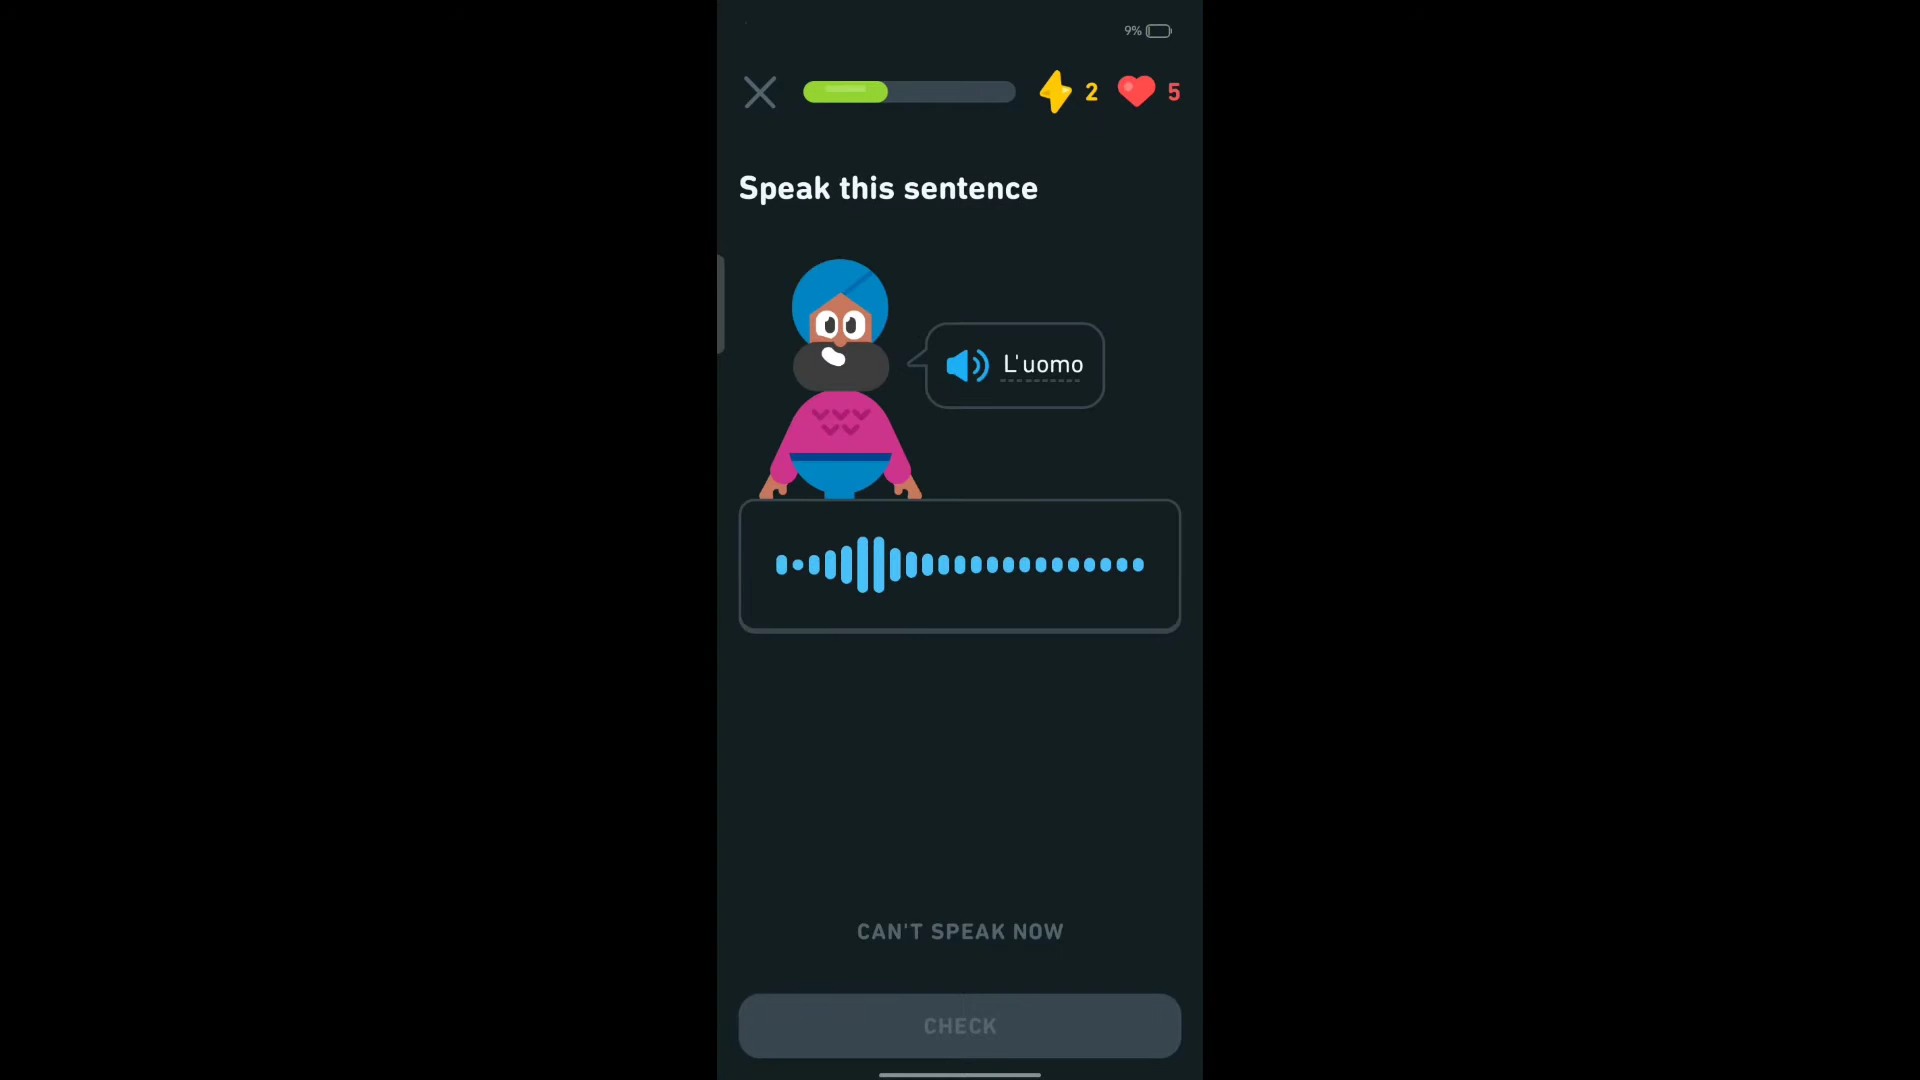 9%
2 5
Speak this sentence
L'uomo
CAN'T SPEAK NOW
CHECK